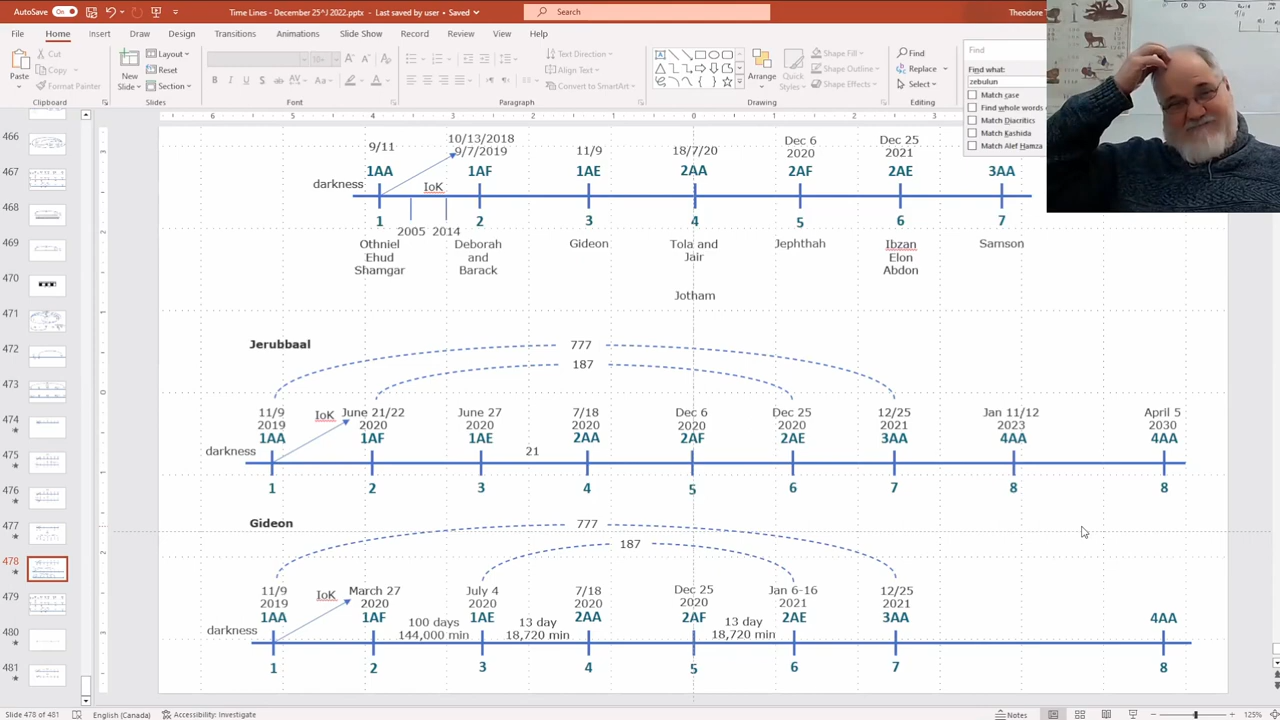 AutoSave On Time Lines - December 25^J 2022.pptx - Last saved by user • Saved Search Theodore T
File Home Insert Draw Design Transitions Animations Slide Show Record Review View Help
Paste Cut Copy Format Painter
Clipboard
New Slide Layout Reset Section
Slides
B I U S
Font
Text Direction Align Text Convert to SmartArt
Paragraph
Arrange Quick Styles Shape Fill Shape Outline Shape Effects
Drawing
Find Replace Select
Editing
Find
Find what:
zebulun
Match case
Find whole words
Match Diacritics
Match Kashida
Match Alef Hamza
466
467
468
469
470
471
472
473
474
475
476
477
478
479
480
481
9/11 10/13/2018 11/9 18/7/20 Dec 6 Dec 25
9/7/2019 2020 2021
1AA 1AF 1AE 2AA 2AF 2AE 3AA
darkness IoK
1 2 3 4 5 6 7
2005 2014
Othniel Deborah Gideon Tola and Jephthah Ibzan Samson
Ehud and Jair Elon
Shamgar Barack Abdon
Jotham
Jerubbaal 777
187
11/9 IoK June 21/22 June 27 7/18 Dec 6 Dec 25 12/25 Jan 11/12 April 5
2019 2020 2020 2020 2020 2020 2021 2023 2030
1AA 1AF 1AE 2AA 2AF 2AE 3AA 4AA 4AA
darkness 21
1 2 3 4 5 6 7 8 8
Gideon 777
187
11/9 IoK March 27 July 4 7/18 Dec 25 Jan 6-16 12/25
2019 2020 2020 2020 2020 2021 2021
1AA 1AF 1AE 2AA 2AF 2AE 3AA 4AA
100 days 13 day 13 day
darkness 144,000 min 18,720 min 18,720 min
1 2 3 4 5 6 7 8
Slide 478 of 481 English (Canada) Accessibility: Investigate Notes 125%